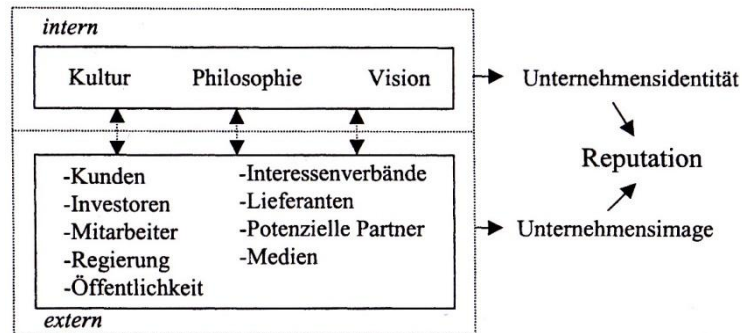 intern
Kultur Philosophie Vision
Unternehmensidentität
Reputation
-Kunden
-Investoren
-Mitarbeiter
-Regierung
-Öffentlichkeit
-Interessenverbände
-Lieferanten
-Potenzielle Partner
-Medien
Unternehmensimage
extern